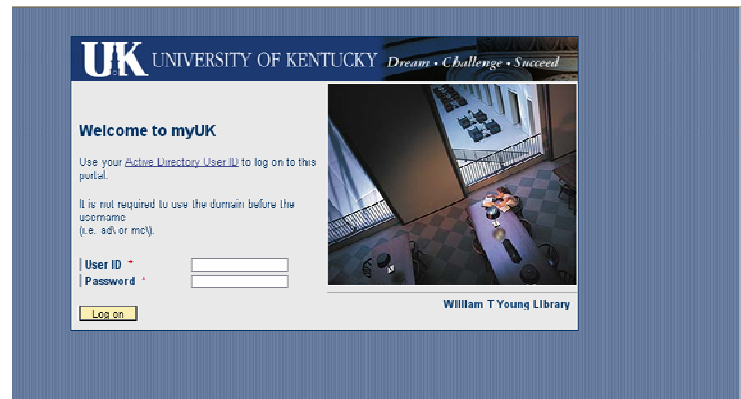 UK UNIVERSITY OF KENTUCKY Dream • Challenge • Succeed
Welcome to myUK
Use your Active Directory User ID to log on to this
portal.
It is not required to use the domain before the
username
(i.e. ad\ or mc\).
User ID *
Password *
Log on
William T Young Library